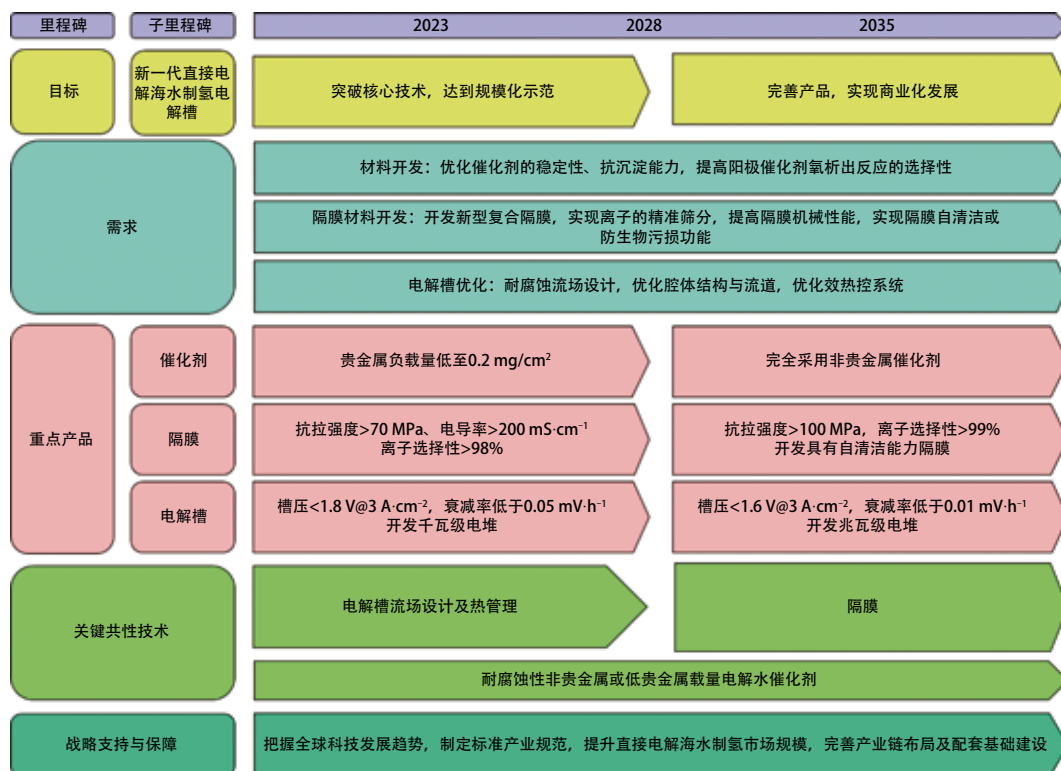 里程碑
子里程碑
2023
2028
2035
目标
新一代直接电
解海水制氢电
解槽
突破核心技术，达到规模化示范
完善产品，实现商业化发展
需求
材料开发：优化催化剂的稳定性、抗沉淀能力，提高阳极催化剂氧析出反应的选择性
隔膜材料开发：开发新型复合隔膜，实现离子的精准筛分，提高隔膜机械性能，实现隔膜自清洁或
防生物污损功能
电解槽优化：耐腐蚀流场设计，优化腔体结构与流道，优化效热控系统
重点产品
催化剂
贵金属负载量低至0.2 mg/cm²
完全采用非贵金属催化剂
隔膜
抗拉强度>70 MPa、电导率>200 mS·cm⁻¹
离子选择性>98%
抗拉强度>100 MPa，离子选择性>99%
开发具有自清洁能力隔膜
电解槽
槽压<1.8 V@3 A·cm⁻²，衰减率低于0.05 mV·h⁻¹
开发千瓦级电堆
槽压<1.6 V@3 A·cm⁻²，衰减率低于0.01 mV·h⁻¹
开发兆瓦级电堆
关键共性技术
电解槽流场设计及热管理
隔膜
耐腐蚀性非贵金属或低贵金属载量电解水催化剂
战略支持与保障
把握全球科技发展趋势，制定标准产业规范，提升直接电解海水制氢市场规模，完善产业链布局及配套基础建设